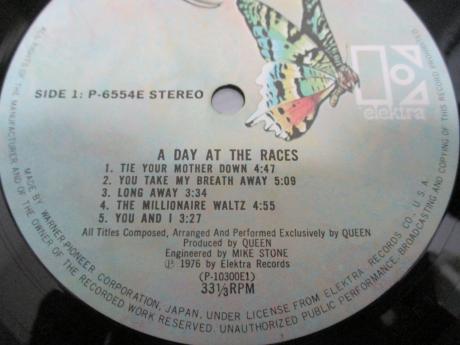 elektra
SIDE 1: P-6554E STEREO
A DAY AT THE RACES
1. TIE YOUR MOTHER DOWN 4:47
2. YOU TAKE MY BREATH AWAY 5:09
3. LONG AWAY 3:34
4. THE MILLIONAIRE WALTZ 4:55
5. YOU AND I 3:27
All Titles Composed, Arranged And Performed Exclusively by QUEEN
Produced by QUEEN
Engineered by MIKE STONE
Ⓟ 1976 by Elektra Records
(P-10300E1)
33⅓RPM
MADE BY WARNER-PIONEER CORPORATION, JAPAN, UNDER LICENSE FROM ELEKTRA RECORDS CO., U.S.A.
ALL RIGHTS OF THE MANUFACTURER AND OF THE OWNER OF THE RECORDED WORK RESERVED. UNAUTHORIZED PUBLIC PERFORMANCE, BROADCASTING AND COPYING OF THIS RECORD PROHIBITED